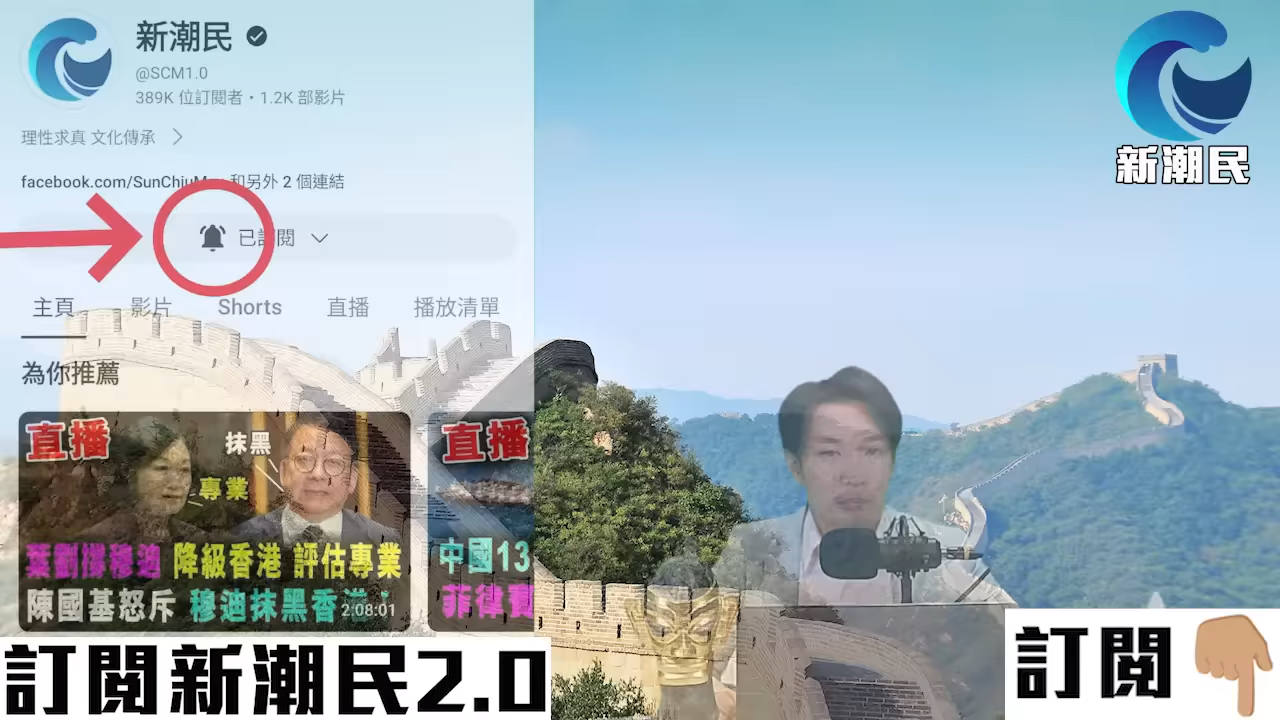 新潮民
@SCM1.0
389K 位訂閱者・1.2K 部影片
理性求真 文化傳承
facebook.com/SunChiuM... 和另外 2 個連結
已訂閱
主頁 影片 Shorts 直播 播放清單
為你推薦
直播
抹黑
專業
葉劉撐穆迪 降級香港 評估專業
陳國基怒斥 穆迪抹黑香港
2:08:01
直播
中國13
菲律賓
訂閱新潮民2.0
新潮民
訂閱